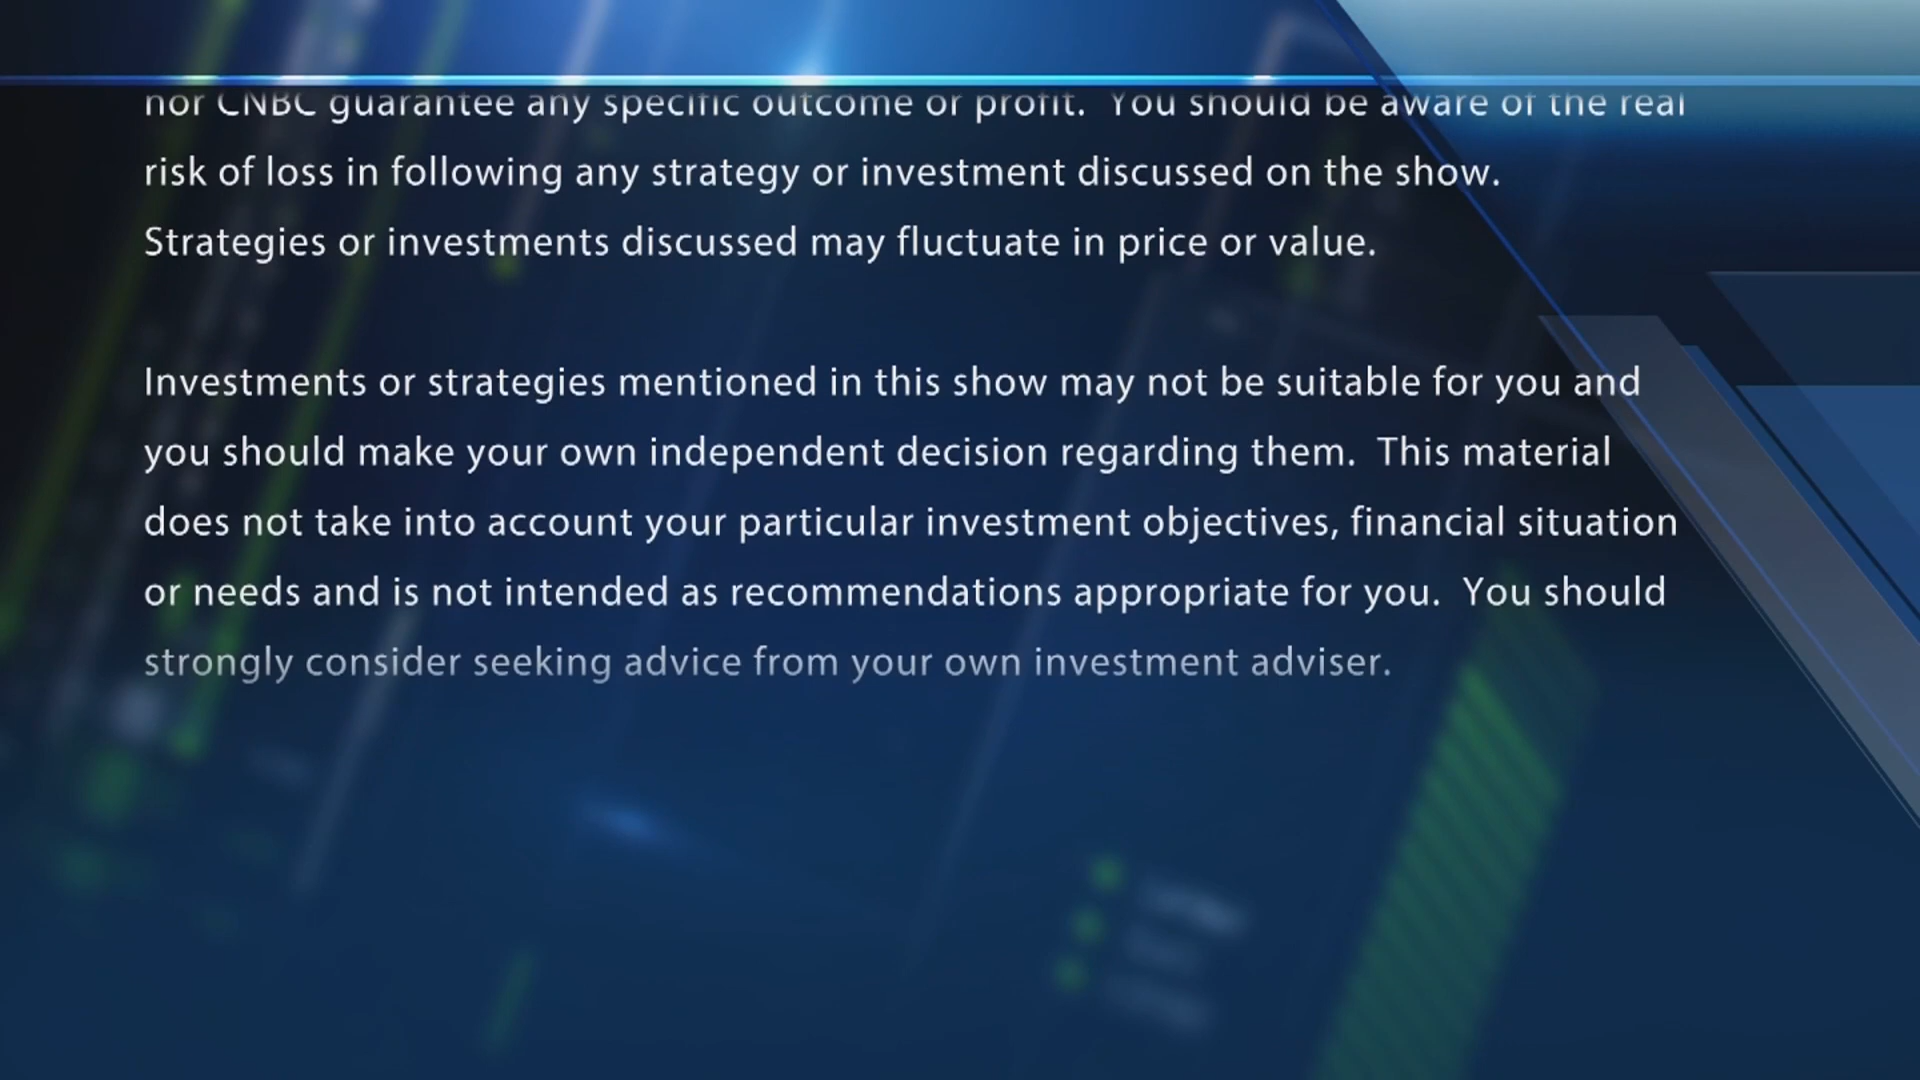 nor CNBC guarantee any specific outcome or profit.  You should be aware of the real
risk of loss in following any strategy or investment discussed on the show.
Strategies or investments discussed may fluctuate in price or value.
Investments or strategies mentioned in this show may not be suitable for you and
you should make your own independent decision regarding them.  This material
does not take into account your particular investment objectives, financial situation
or needs and is not intended as recommendations appropriate for you.  You should
strongly consider seeking advice from your own investment adviser.